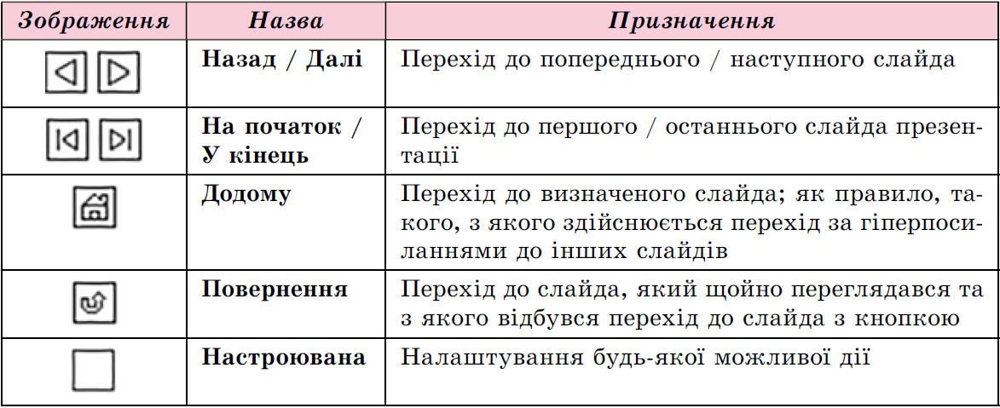 Зображення Назва Призначення
Назад / Далі Перехід до попереднього / наступного слайда
На початок / Перехід до першого / останнього слайда презен-
У кінець тації
Додому Перехід до визначеного слайда; як правило, та-
кого, з якого здійснюється перехід за гіперпоси-
ланнями до інших слайдів
Повернення Перехід до слайда, який щойно переглядався та
з якого відбувся перехід до слайда з кнопкою
Настроювана Налаштування будь-якої можливої дії